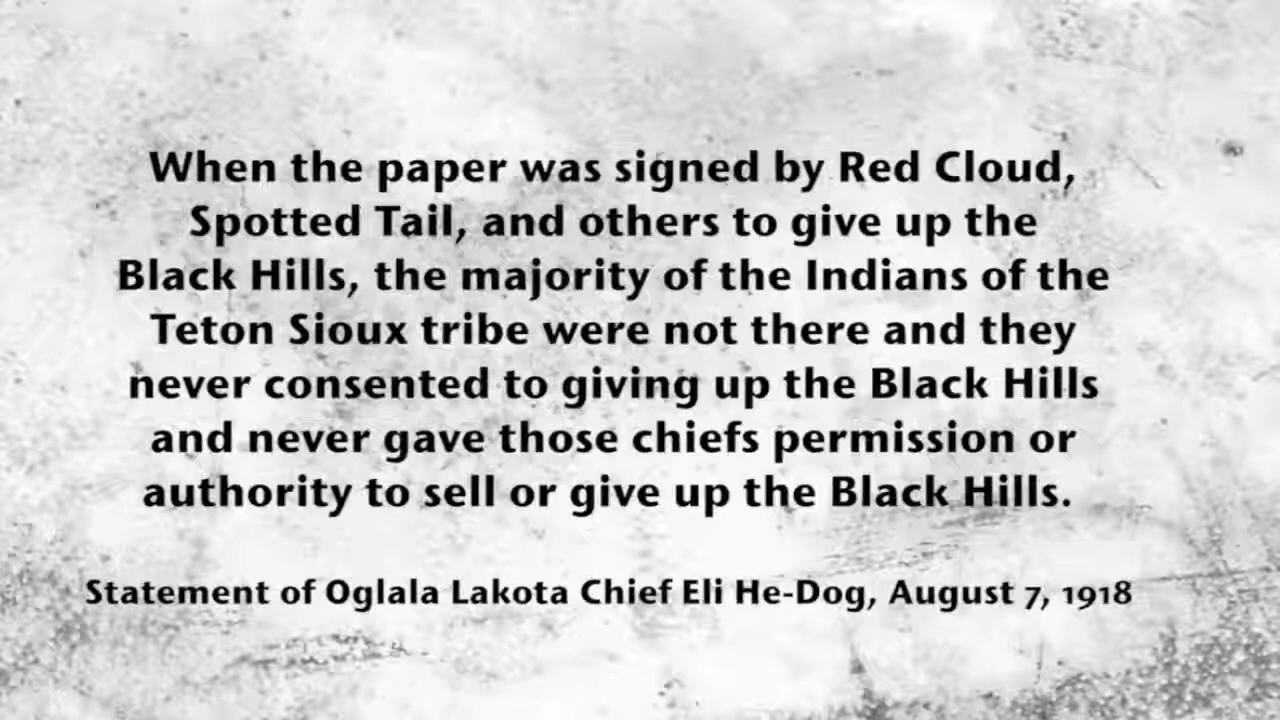 When the paper was signed by Red Cloud,
Spotted Tail, and others to give up the
Black Hills, the majority of the Indians of the
Teton Sioux tribe were not there and they
never consented to giving up the Black Hills
and never gave those chiefs permission or
authority to sell or give up the Black Hills.
Statement of Oglala Lakota Chief Eli He-Dog, August 7, 1918